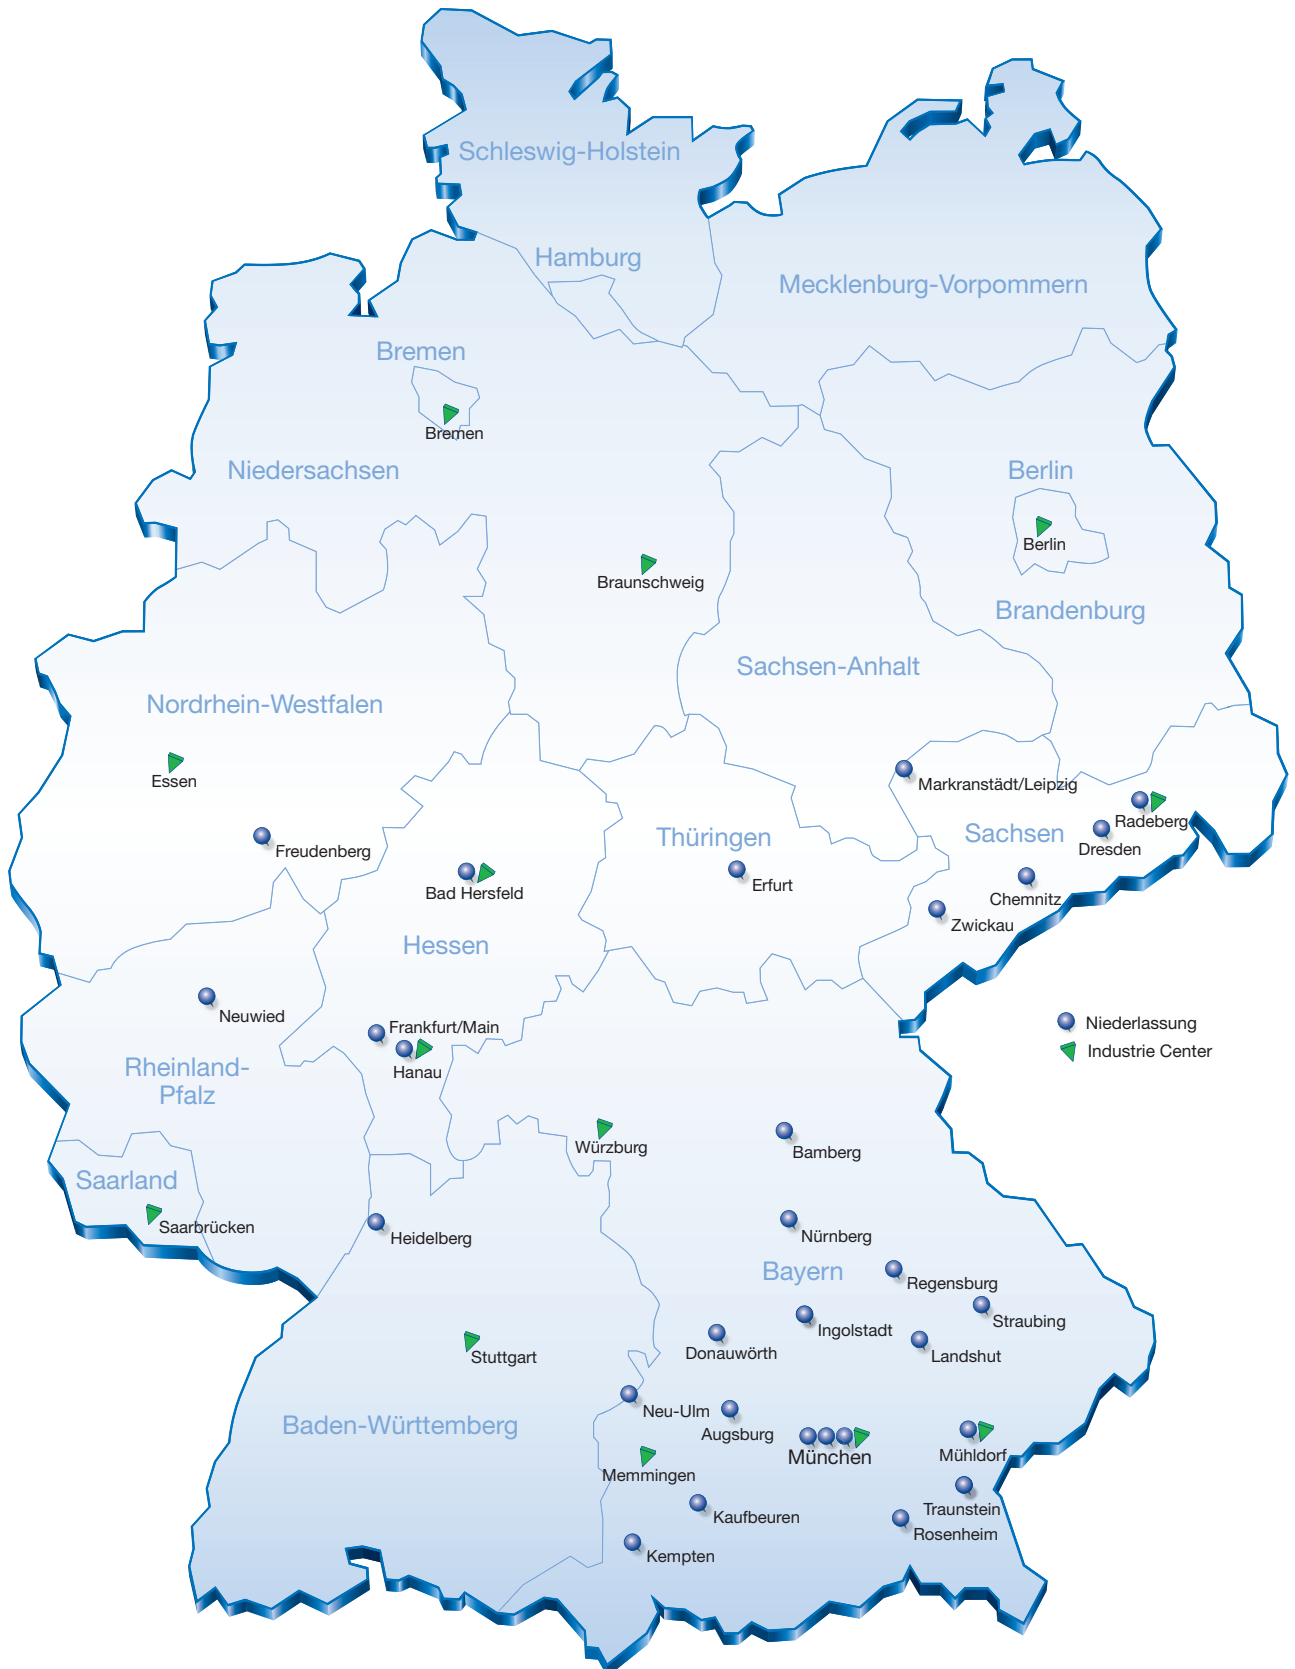 Schleswig-Holstein
Hamburg
Mecklenburg-Vorpommern
Bremen
Bremen
Niedersachsen
Berlin
Berlin
Braunschweig
Brandenburg
Sachsen-Anhalt
Nordrhein-Westfalen
Essen
Markranstädt/Leipzig
Radeberg
Sachsen
Thüringen
Dresden
Freudenberg
Erfurt
Bad Hersfeld
Chemnitz
Zwickau
Hessen
Neuwied
Frankfurt/Main
Niederlassung
Hanau
Industrie Center
Rheinland-
Pfalz
Würzburg
Bamberg
Saarland
Saarbrücken
Heidelberg
Nürnberg
Bayern
Regensburg
Straubing
Ingolstadt
Donauwörth
Landshut
Stuttgart
Neu-Ulm
Baden-Württemberg
Augsburg
München
Mühldorf
Memmingen
Traunstein
Kaufbeuren
Rosenheim
Kempten